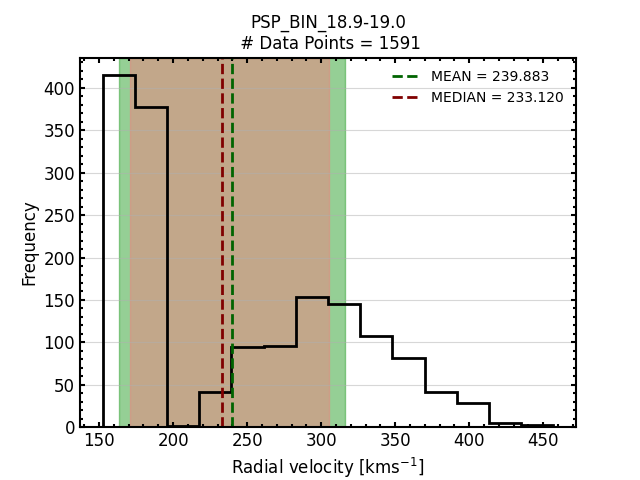 PSP_BIN_18.9-19.0
# Data Points = 1591
MEAN = 239.883
MEDIAN = 233.120
Frequency
400
350
300
250
200
150
100
50
0
150 200 250 300 350 400 450
Radial velocity [kms⁻¹]